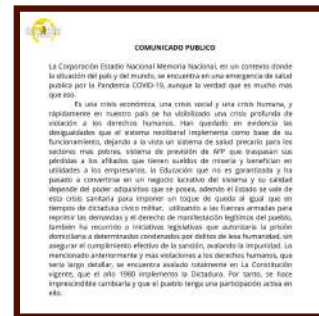 COMUNICADO PUBLICO
La Corporación Estadio Nacional Memoria Nacional, en un contexto donde
la situación del país y del mundo, se encuentra en una emergencia de salud
publica por la Pandemia COVID-19, aunque la verdad que es mucho más
que eso.
Es una crisis económica, una crisis social y una crisis humana, y
rápidamente en nuestro país se ha visibilizado una crisis profunda de
violación a los derechos humanos. Han quedado en evidencia las
desigualdades que el sistema neoliberal implementa como base de su
funcionamiento, dejando a la vista un sistema de salud precario para los
sectores mas pobres, sistema de previsión de AFP que traspasan sus
pérdidas a los afiliados que tienen sueldos de miseria y benefician en
utilidades a los empresarios, la Educación que no es garantizada y ha
pasado a convertirse en un negocio lucrativo del sistema y su calidad
depende del poder adquisitivo que se posea, además el Estado se vale de
esta crisis sanitaria para imponer un toque de queda al igual que en
tiempos de dictadura cívico militar, utilizando a las fuerzas armadas para
reprimir las demandas y el derecho de manifestación legítimos del pueblo,
también ha recurrido a iniciativas legislativas que autorizaría la prisión
domiciliaria a determinados condenados por delitos de lesa humanidad, sin
asegurar el cumplimiento efectivo de la sanción, avalando la impunidad. Lo
mencionado anteriormente y mas violaciones a los derechos humanos, que
sería largo detallar, se encuentra avalado totalmente en La Constitución
vigente, que el año 1980 implemento la Dictadura. Por tanto, se hace
imprescindible cambiarla y que el pueblo tenga una participación activa en
ello.